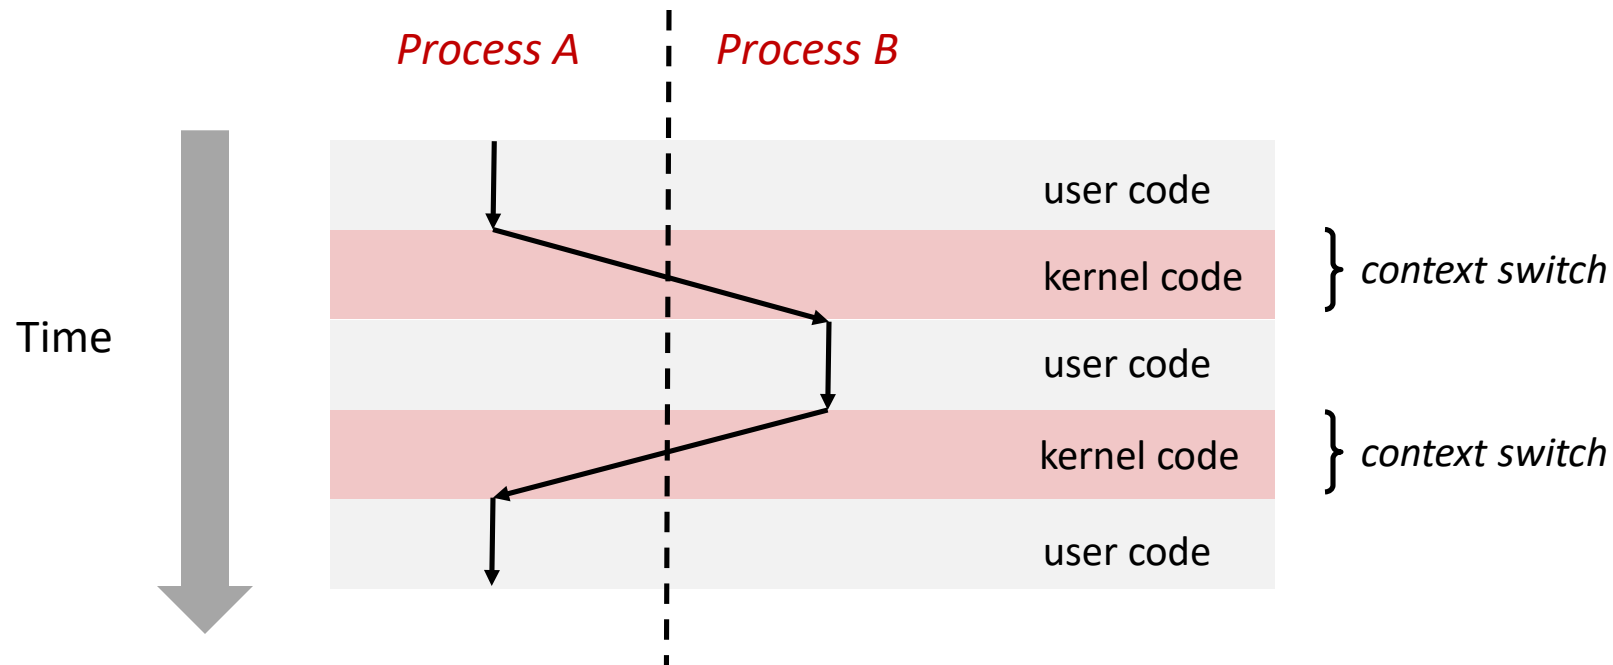 Process A
Process B
user code
kernel code
context switch
Time
user code
kernel code
context switch
user code